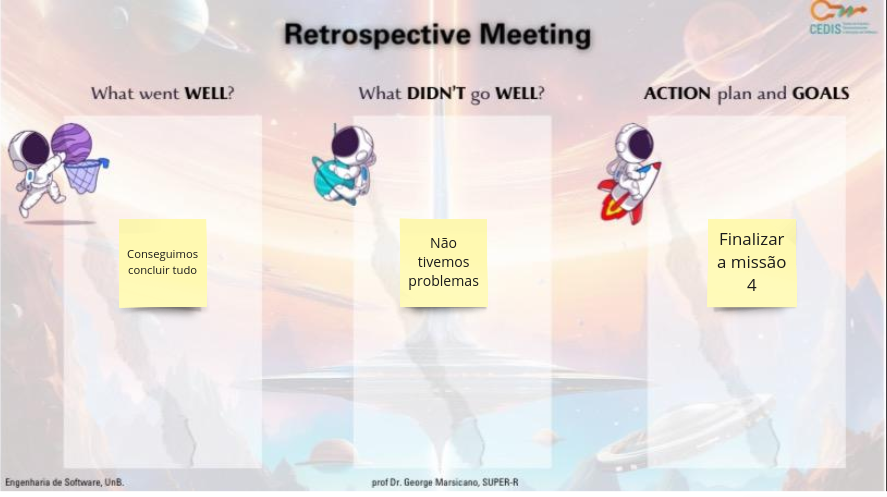 Retrospective Meeting
CEDIS
What went WELL?
What DIDN'T go WELL?
ACTION plan and GOALS
Conseguimos
concluir tudo
Não
tivemos
problemas
Finalizar
a missão
4
Engenharia de Software, UnB.
prof Dr. George Marsicano, SUPER-R